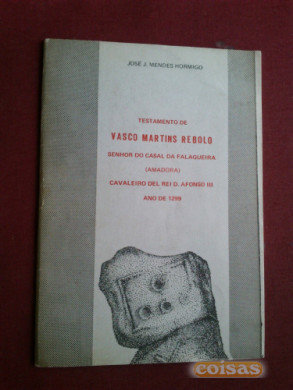 JOSÉ J. MENDES HORMIGO
TESTAMENTO DE
VASCO MARTINS REBOLO
SENHOR DO CASAL DA FALAGUEIRA
(AMADORA)
CAVALEIRO DEL REI D. AFONSO III
ANO DE 1298
coisas